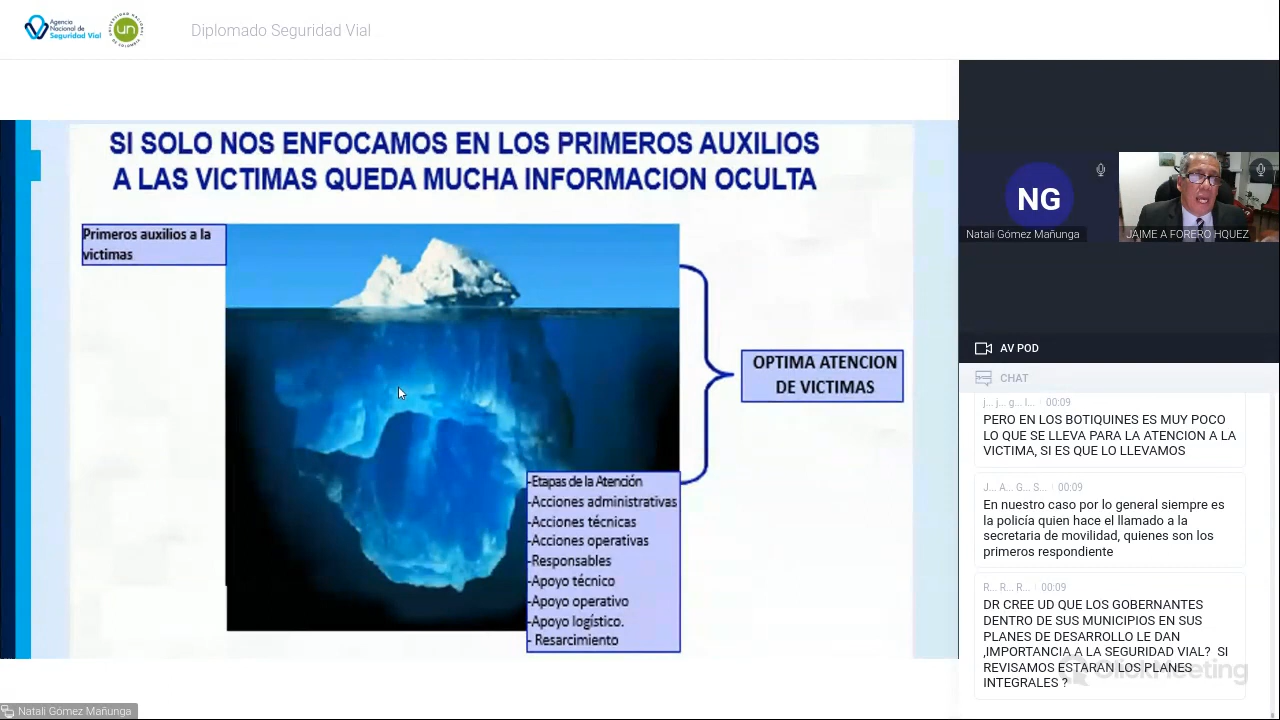 Agencia
Nacional de
Seguridad Vial
un
Diplomado Seguridad Vial
SI SOLO NOS ENFOCAMOS EN LOS PRIMEROS AUXILIOS
A LAS VICTIMAS QUEDA MUCHA INFORMACION OCULTA
Primeros auxilios a la
victimas
OPTIMA ATENCION
DE VICTIMAS
-Etapas de la Atención
-Acciones administrativas
-Acciones técnicas
-Acciones operativas
-Responsables
-Apoyo técnico
-Apoyo operativo
-Apoyo logístico.
- Resarcimiento
Natali Gómez Mañunga
NG
Natali Gómez Mañunga
JAIME A FORERO HQUEZ
AV POD
CHAT
j... j... g... l... 00:09
PERO EN LOS BOTIQUINES ES MUY POCO
LO QUE SE LLEVA PARA LA ATENCION A LA
VICTIMA, SI ES QUE LO LLEVAMOS
J... A... G... S... 00:09
En nuestro caso por lo general siempre es
la policía quien hace el llamado a la
secretaria de movilidad, quienes son los
primeros respondiente
R... R... R... 00:09
DR CREE UD QUE LOS GOBERNANTES
DENTRO DE SUS MUNICIPIOS EN SUS
PLANES DE DESARROLLO LE DAN
,IMPORTANCIA A LA SEGURIDAD VIAL? SI
REVISAMOS ESTARAN LOS PLANES
INTEGRALES ?
ClickMeeting